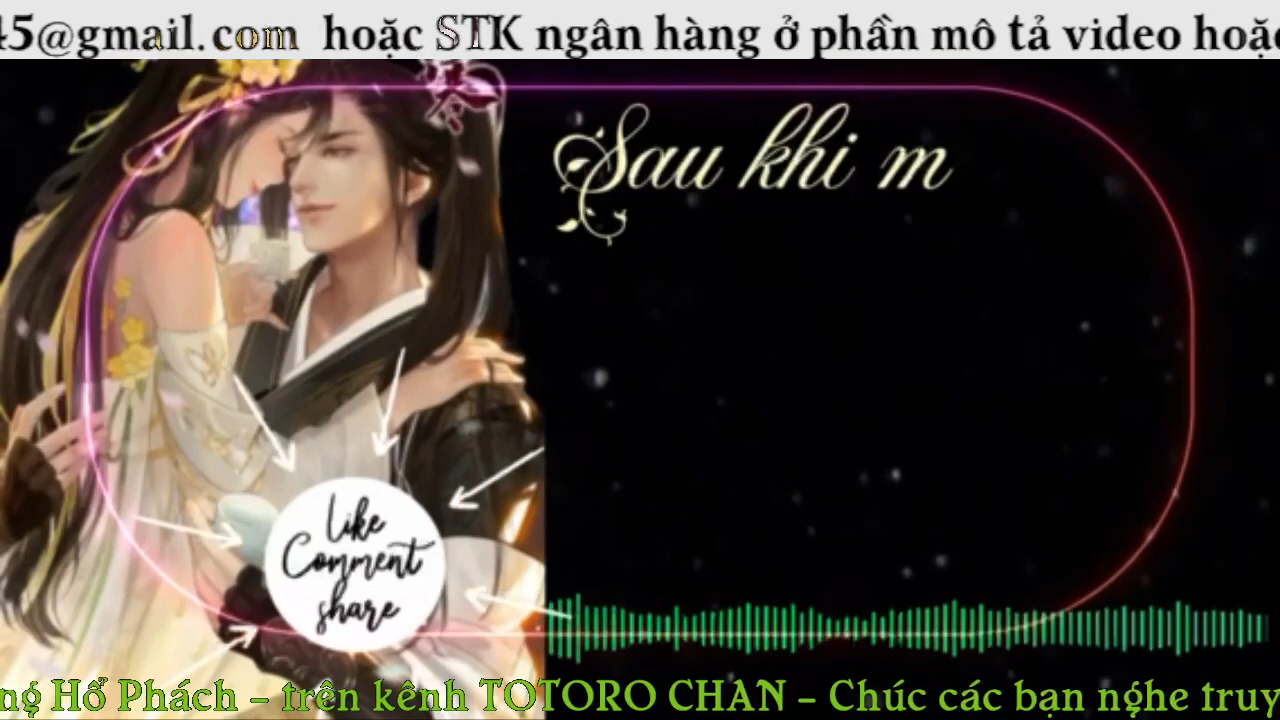 45@gmail.com hoặc STK ngân hàng ở phần mô tả video hoặc
Sau khi m
like
Comment
share
ng Hổ Phách - trên kênh TOTORO CHAN - Chúc các bạn nghe truy